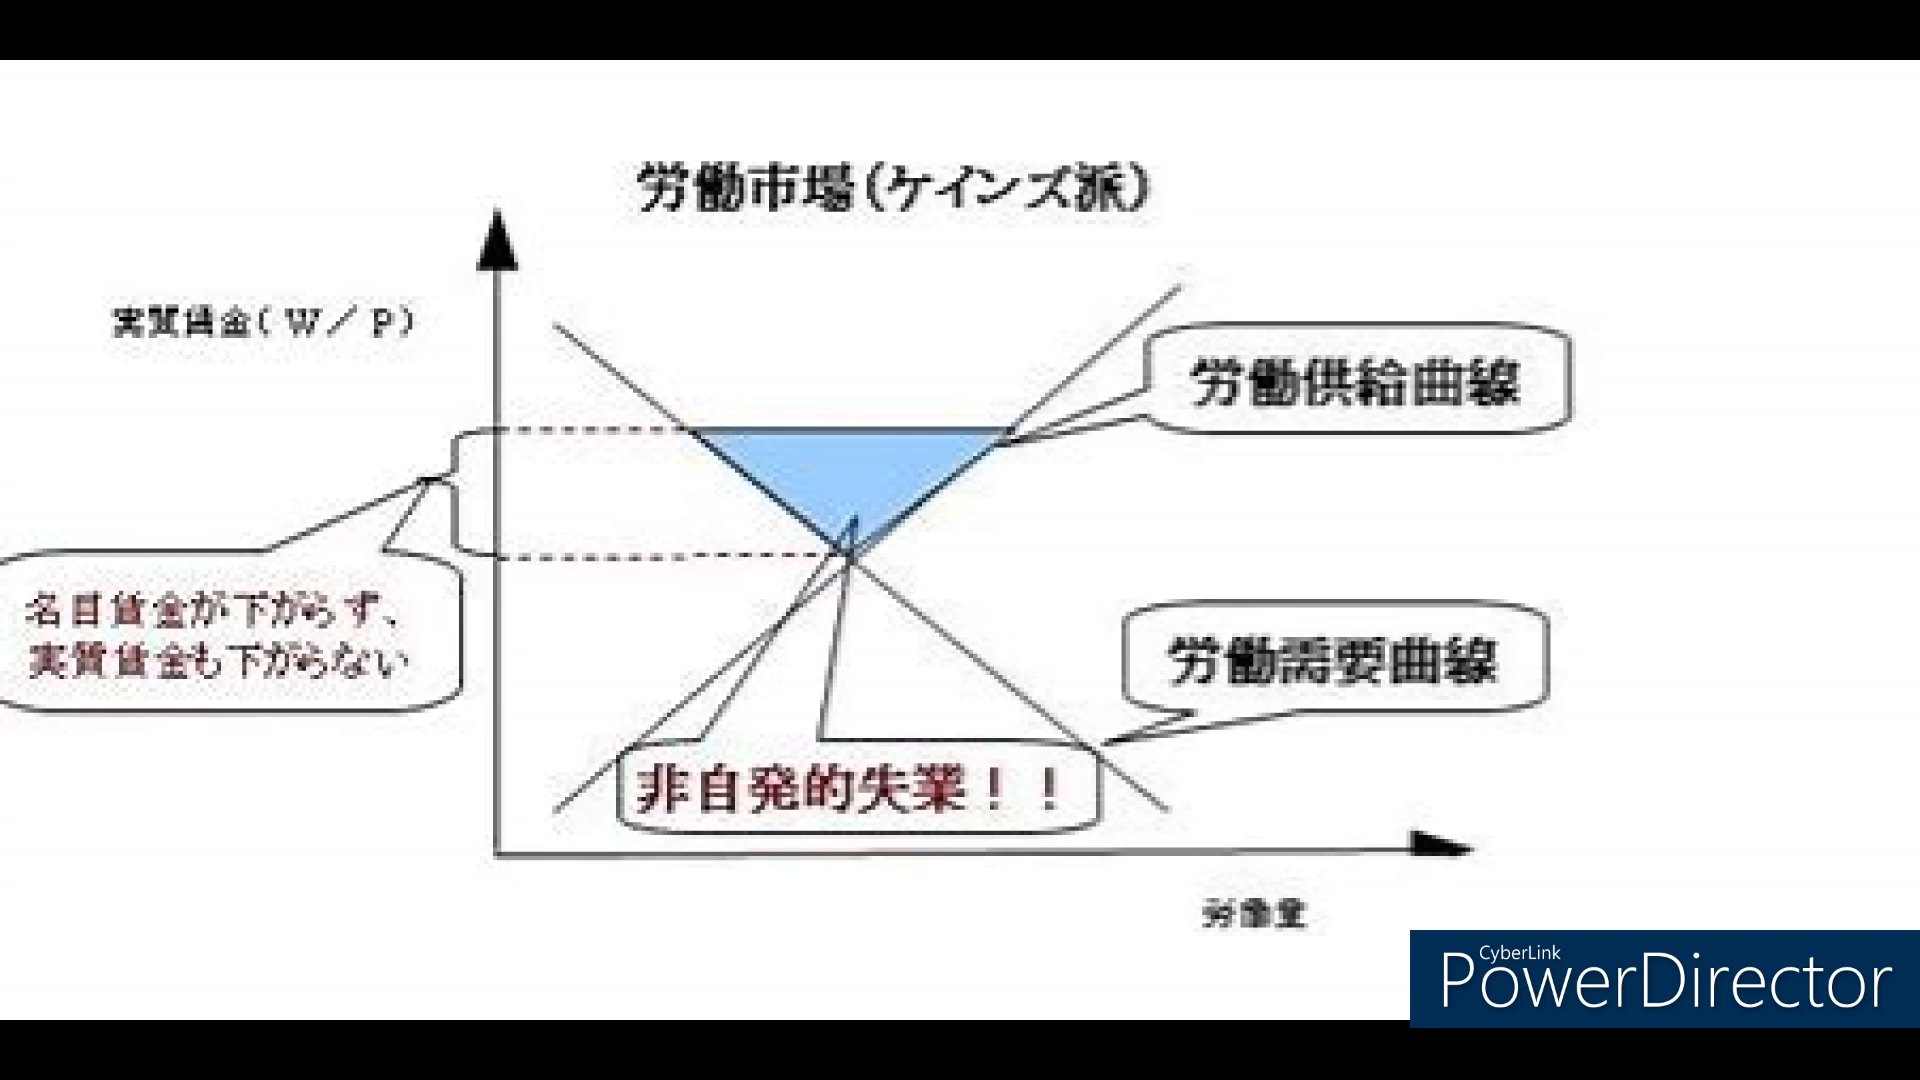 労働市場(ケインズ派)
実質賃金(W/P)
労働供給曲線
名目賃金が下がらず、
実質賃金も下がらない
労働需要曲線
非自発的失業!!
労働量
CyberLink
PowerDirector